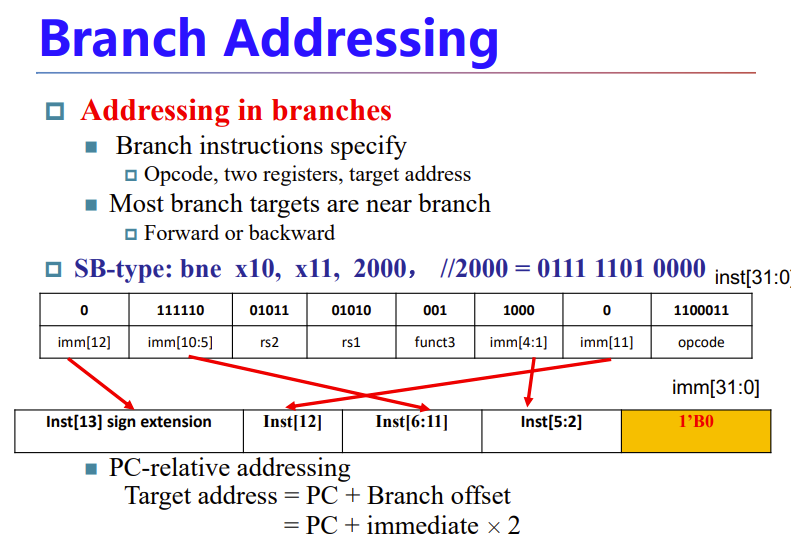 Branch Addressing
Addressing in branches
Branch instructions specify
Opcode, two registers, target address
Most branch targets are near branch
Forward or backward
SB-type: bne x10, x11, 2000， //2000 = 0111 1101 0000
inst[31:0]
0 111110 01011 01010 001 1000 0 1100011
imm[12] imm[10:5] rs2 rs1 funct3 imm[4:1] imm[11] opcode
imm[31:0]
Inst[13] sign extension Inst[12] Inst[6:11] Inst[5:2] 1’B0
PC-relative addressing
Target address = PC + Branch offset
= PC + immediate × 2